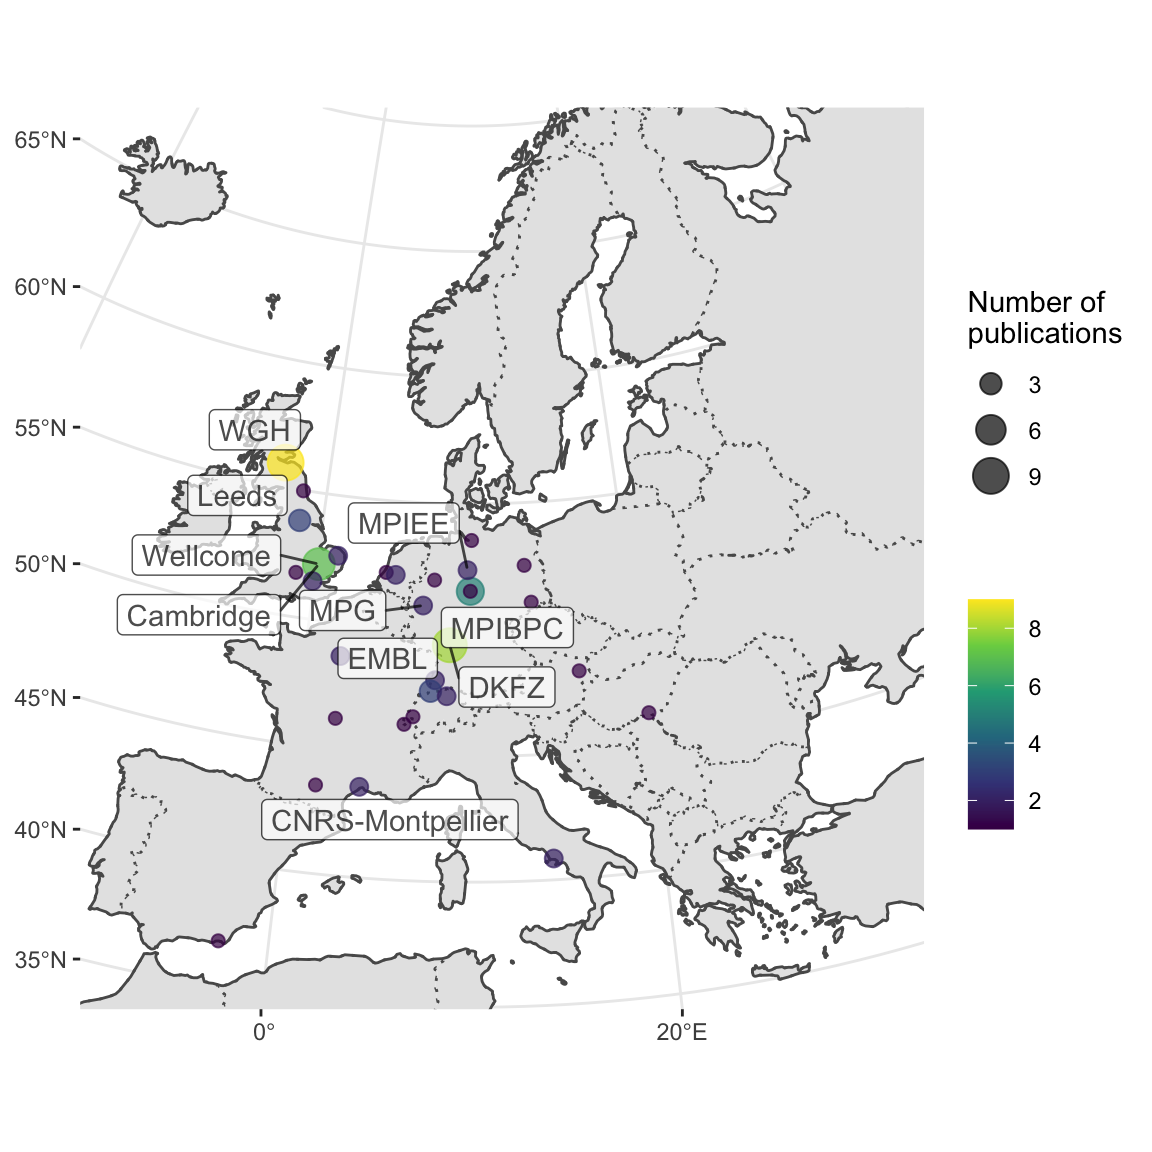 65°N
60°N
55°N
50°N
45°N
40°N
35°N
0°
20°E
WGH
Leeds
MPIEE
Wellcome
Cambridge
MPG
MPIBPC
EMBL
DKFZ
CNRS-Montpellier
Number of
publications
3
6
9
8
6
4
2